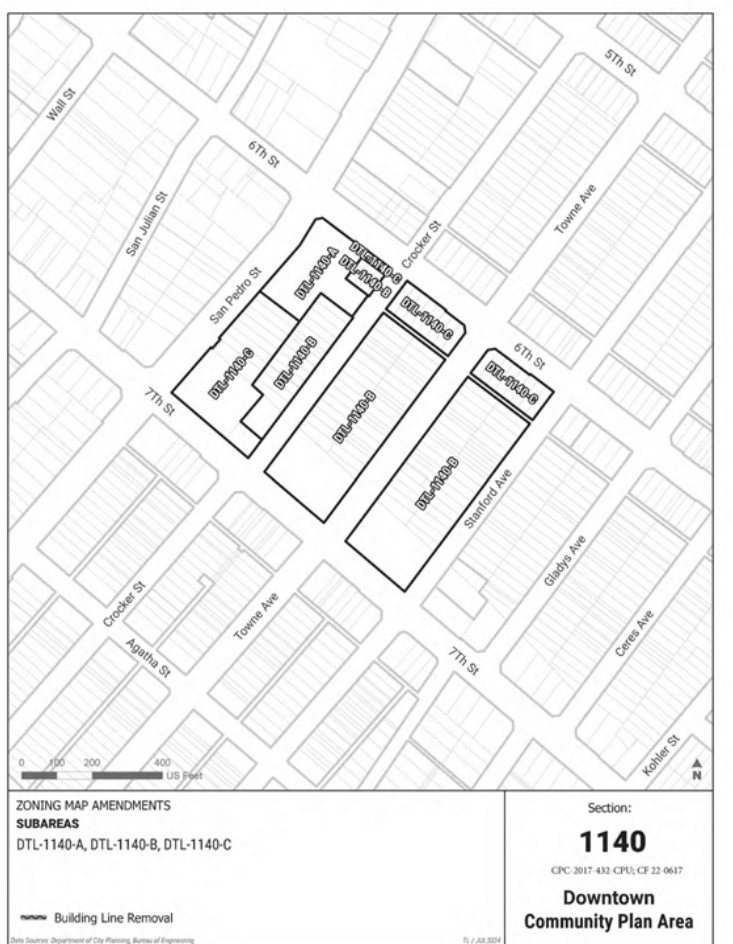 5Th St
Wall St
6Th St
Towne Ave
San Julian St
Crocker St
DTL-1140-C
DTL-1140-A
DTL-1140-B
San Pedro St
DTL-1140-C
6Th St
DTL-1140-B
DTL-1140-C
DTL-1140-C
7Th St
DTL-1140-B
DTL-1140-B
Stanford Ave
Gladys Ave
Crocker St
Towne Ave
Ceres Ave
Agatha St
7Th St
Kohler St
0 100 200 400
US Feet
N
ZONING MAP AMENDMENTS
SUBAREAS
DTL-1140-A, DTL-1140-B, DTL-1140-C
Building Line Removal
Data Sources: Department of City Planning, Bureau of Engineering
TL / JUL2024
Section:
1140
CPC-2017-432-CPU; CF 22-0617
Downtown
Community Plan Area